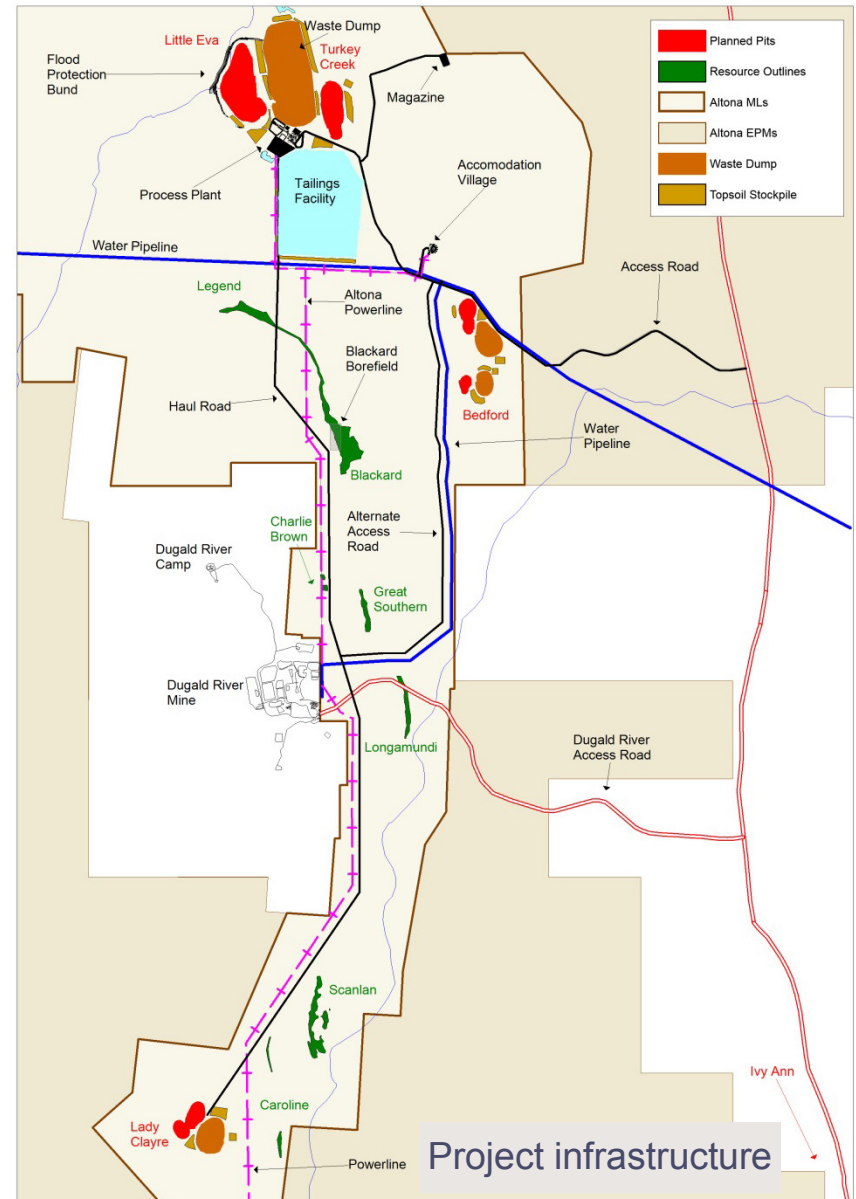 Little Eva
Waste Dump
Turkey
Creek
Flood
Protection
Bund
Magazine
Planned Pits
Resource Outlines
Altona MLs
Altona EPMs
Waste Dump
Topsoil Stockpile
Process Plant
Tailings
Facility
Accomodation
Village
Water Pipeline
Access Road
Legend
Altona
Powerline
Blackard
Borefield
Haul Road
Bedford
Water
Pipeline
Blackard
Charlie
Brown
Alternate
Access
Road
Dugald River
Camp
Great
Southern
Dugald River
Mine
Longamundi
Dugald River
Access Road
Scanlan
Ivy Ann
Caroline
Lady
Clayre
Powerline
Project infrastructure